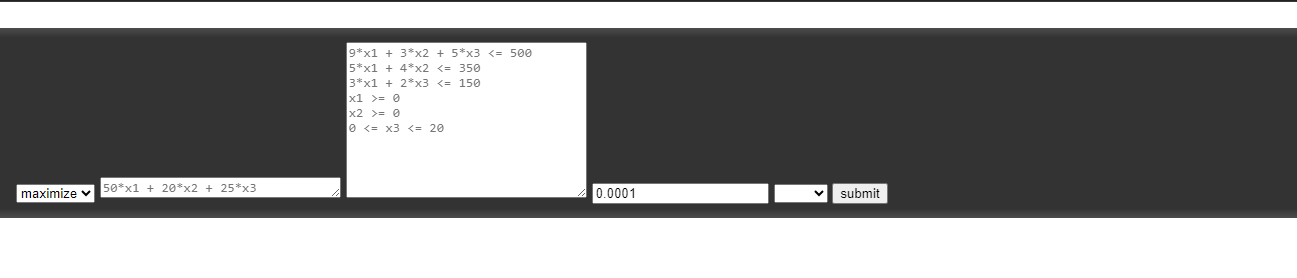 9*x1 + 3*x2 + 5*x3 <= 500
5*x1 + 4*x2 <= 350
3*x1 + 2*x3 <= 150
x1 >= 0
x2 >= 0
0 <= x3 <= 20
maximize 50*x1 + 20*x2 + 25*x3 0.0001 submit